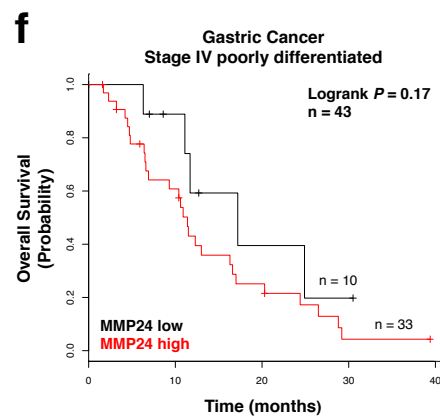 f
Gastric Cancer
Stage IV poorly differentiated
Logrank P = 0.17
n = 43
Overall Survival
(Probability)
1.0
0.8
0.6
0.4
0.2
0.0
n = 10
n = 33
MMP24 low
MMP24 high
0 10 20 30 40
Time (months)